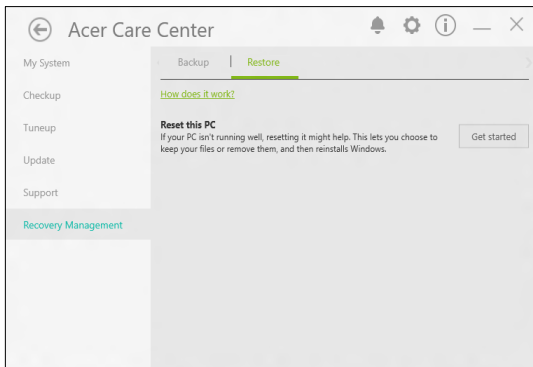 Acer Care Center
My System
Checkup
Tuneup
Update
Support
Recovery Management
Backup
Restore
How does it work?
Reset this PC
If your PC isn't running well, resetting it might help. This lets you choose to
keep your files or remove them, and then reinstalls Windows.
Get started